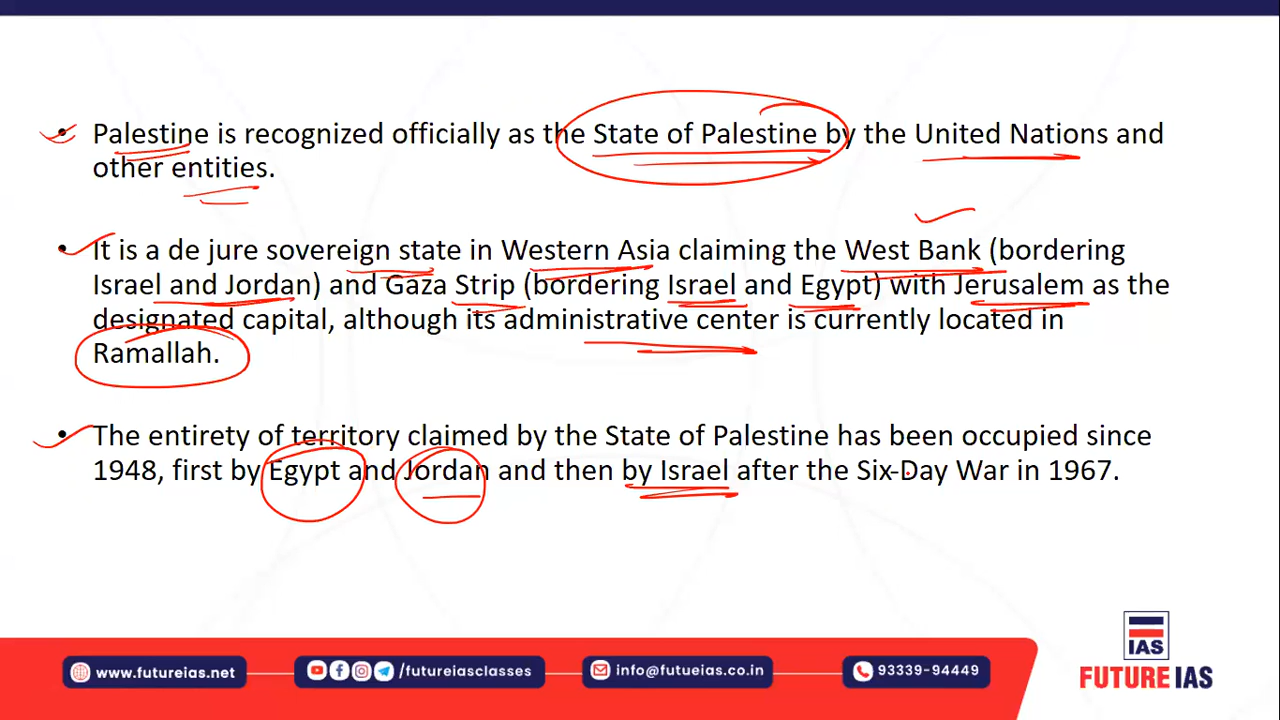 • Palestine is recognized officially as the State of Palestine by the United Nations and
other entities.
• It is a de jure sovereign state in Western Asia claiming the West Bank (bordering
Israel and Jordan) and Gaza Strip (bordering Israel and Egypt) with Jerusalem as the
designated capital, although its administrative center is currently located in
Ramallah.
• The entirety of territory claimed by the State of Palestine has been occupied since
1948, first by Egypt and Jordan and then by Israel after the Six-Day War in 1967.
IAS
www.futureias.net
/futureiasclasses
info@futueias.co.in
93339-94449
FUTURE IAS